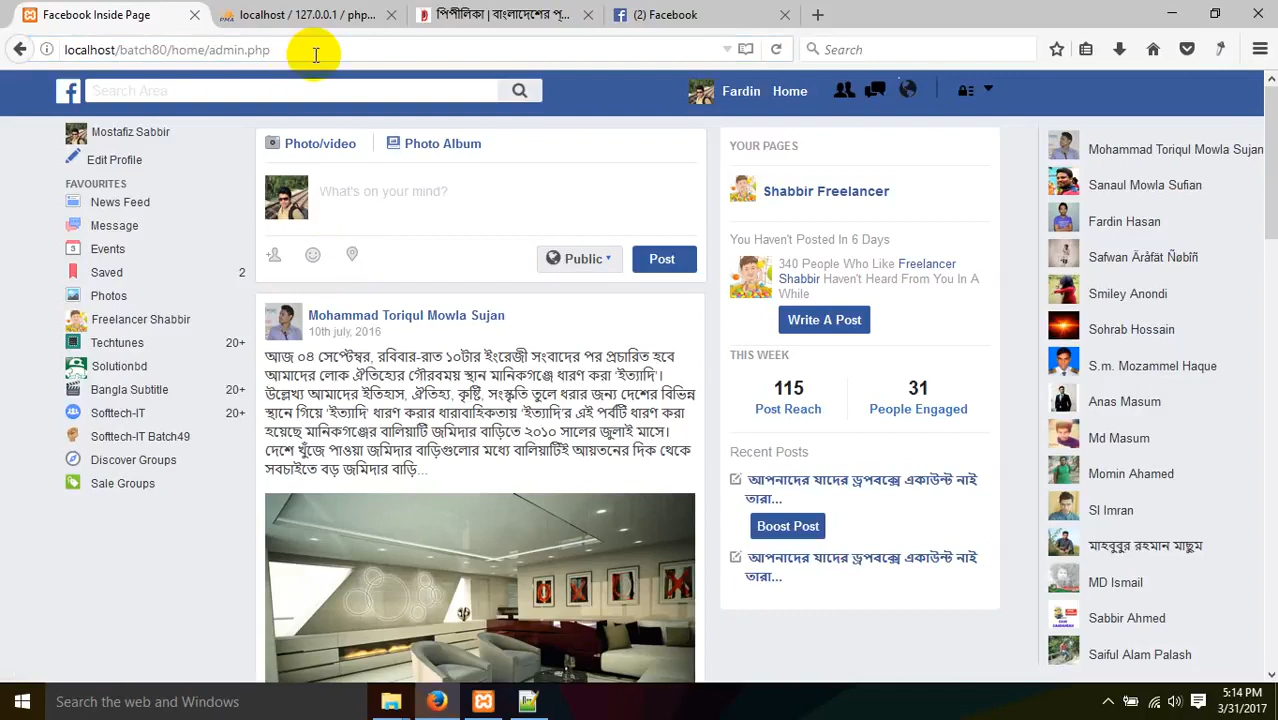 Facebook Inside Page
localhost / 127.0.0.1 / php...
পিপীলিকা | বাংলাদেশের প্...
(2) Facebook
localhost/batch80/home/admin.php
Search
Search Area
Fardin
Home
Mostafiz Sabbir
Edit Profile
FAVOURITES
News Feed
Message
Events
Saved 2
Photos
Freelancer Shabbir
Techtunes 20+
Solutionbd
Bangla Subtitle 20+
Softtech-IT 20+
Softtech-IT Batch49
Discover Groups
Sale Groups
Photo/video
Photo Album
What's on your mind?
Public
Post
Mohammad Toriqul Mowla Sujan
10th july, 2016
আজ ০৪ সেপ্টেম্বর, রবিবার-রাত ১০টার ইংরেজী সংবাদের পর প্রচারিত হবে
আমাদের লোক ঐতিহ্যের গৌরবময় স্থান মানিকগঞ্জে ধারণ করা 'ইত্যাদি'।
উল্লেখ্য আমাদের ইতিহাস, ঐতিহ্য, কৃষ্টি, সংস্কৃতি তুলে ধরার জন্য দেশের বিভিন্ন
স্থানে গিয়ে 'ইত্যাদি' ধারণ করার ধারাবাহিকতায় 'ইত্যাদি'র এই পর্বটি ধারণ করা
হয়েছে মানিকগঞ্জের বালিয়াটি জমিদার বাড়িতে ২০১০ সালের জুলাই মাসে।
দেশে খুঁজে পাওয়া জমিদার বাড়িগুলোর মধ্যে বালিয়াটিই আয়তনের দিক থেকে
সবচাইতে বড় জমিদার বাড়ি...
YOUR PAGES
Shabbir Freelancer
You Haven't Posted In 6 Days
340 People Who Like Freelancer
Shabbir Haven't Heard From You In A
While
Write A Post
THIS WEEK
115 31
Post Reach People Engaged
Recent Posts
আপনাদের যাদের ড্রপবক্সে একাউন্ট নাই
তারা...
Boost Post
আপনাদের যাদের ড্রপবক্সে একাউন্ট নাই
তারা...
Mohammad Toriqul Mowla Sujan
Sanaul Mowla Sufian
Fardin Hasan
Safwan Äräfät Ñøbîñ
Smiley Anondi
Sohrab Hossain
S.m. Mozammel Haque
Anas Masum
Md Masum
Momin Ahamed
SI Imran
মাহবুবুর রহমান মাছুম
MD Ismail
Sabbir Ahmed
Saiful Alam Palash
Search the web and Windows
5:14 PM
3/31/2017